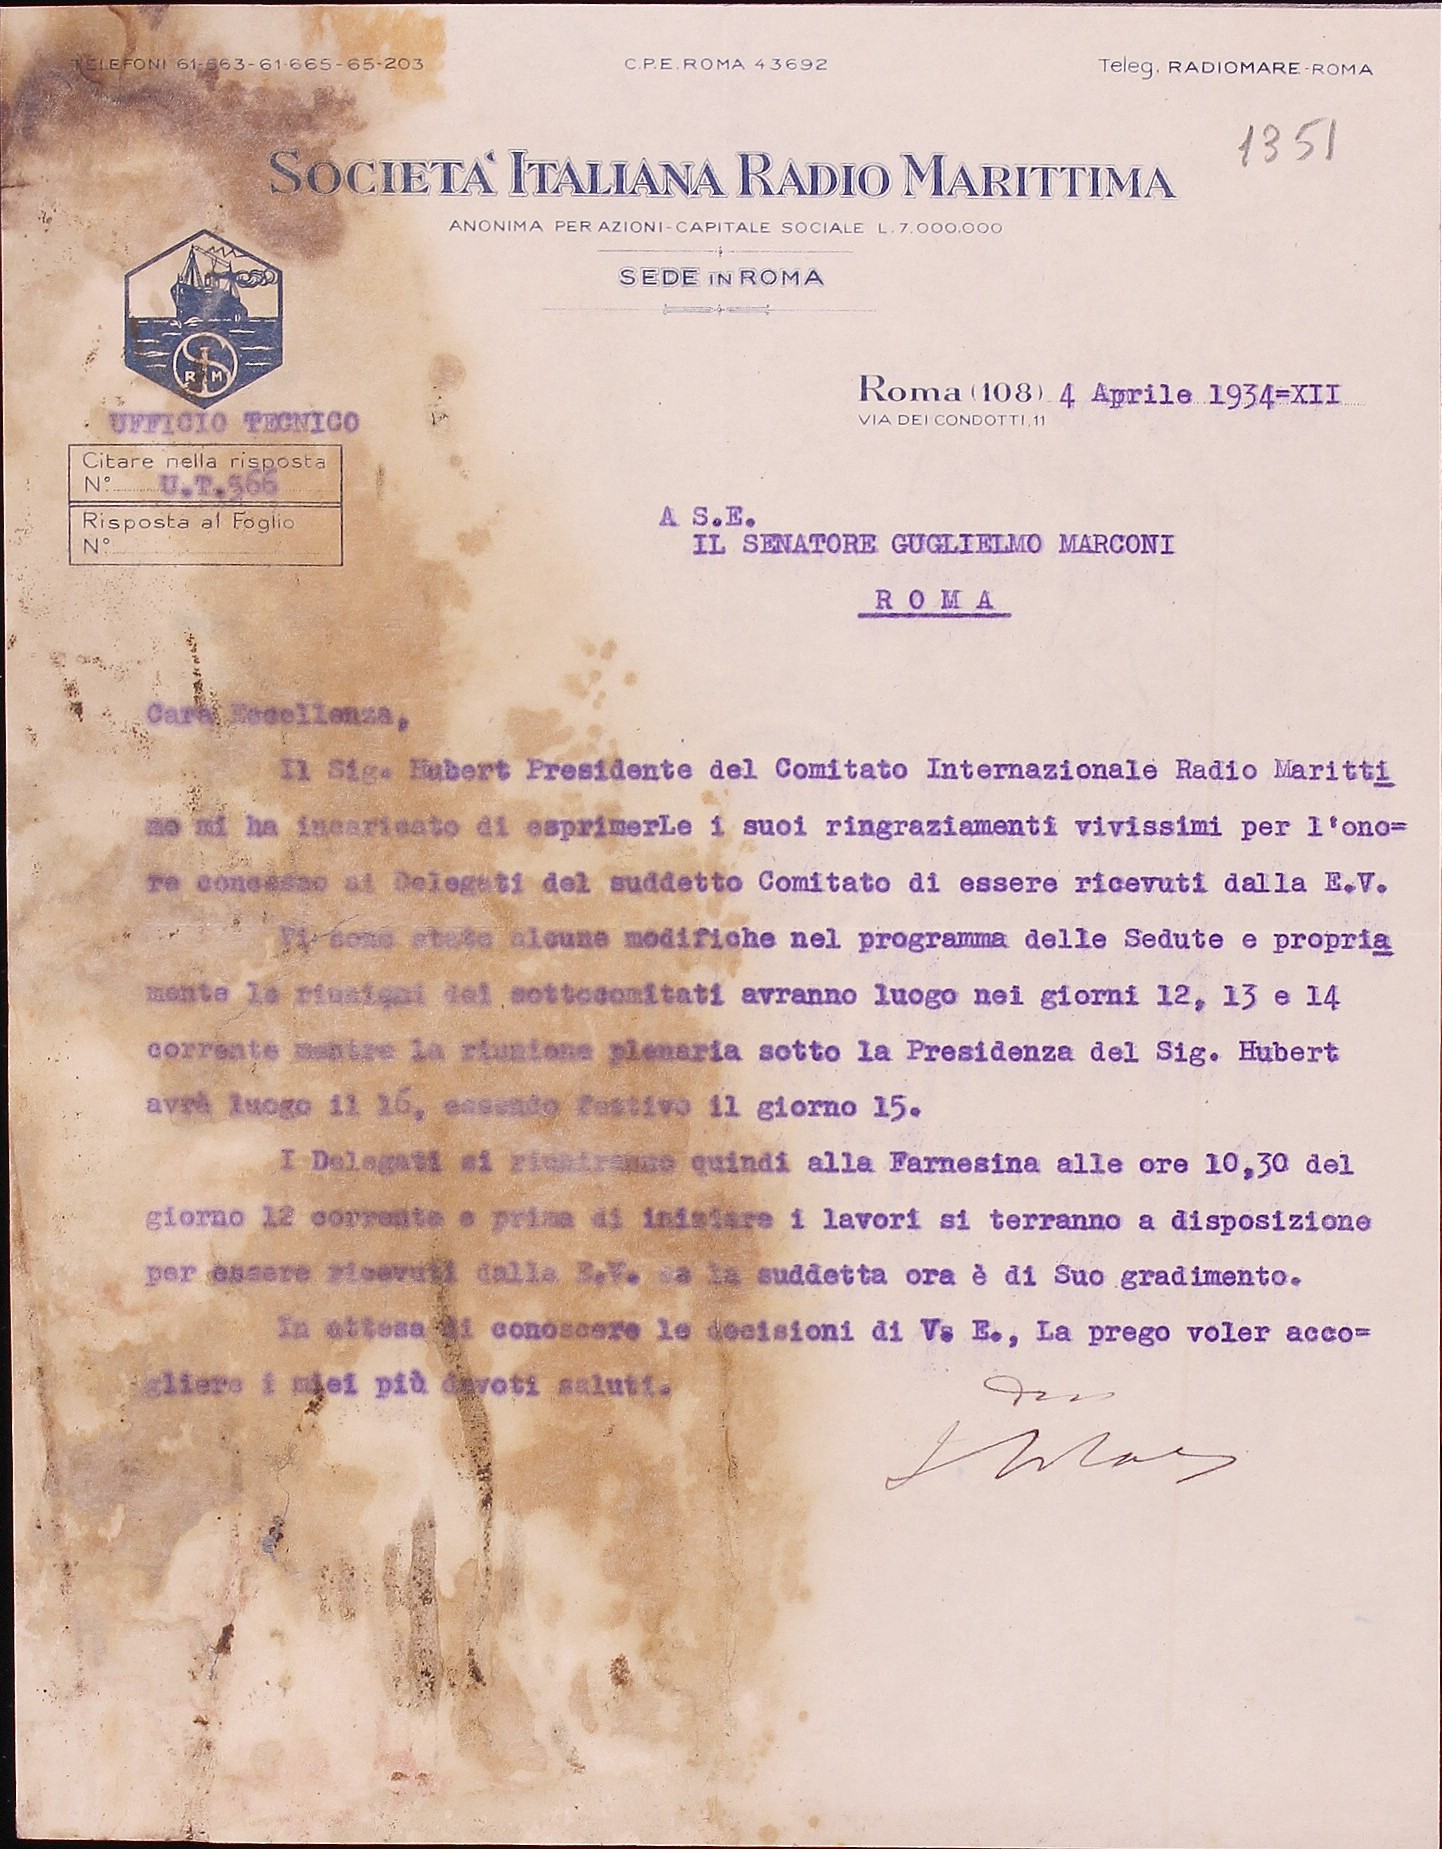 TELEFONI 61-663-61-665-65-203
C.P.E. ROMA 43692
Teleg. RADIOMARE-ROMA
1351
SOCIETA' ITALIANA RADIO MARITTIMA
ANONIMA PER AZIONI-CAPITALE SOCIALE L.7.000.000
SEDE IN ROMA
S
R M
UFFICIO TECNICO
Citare nella risposta
N° U.T.366
Risposta al Foglio
N°
Roma (108) 4 Aprile 1934=XII
VIA DEI CONDOTTI, 11
A S.E.
IL SENATORE GUGLIELMO MARCONI
R O M A
Cara Eccellenza,
Il Sig. Hubert Presidente del Comitato Internazionale Radio Maritti
mo mi ha incaricato di esprimerLe i suoi ringraziamenti vivissimi per l'ono=
re concesso ai Delegati del suddetto Comitato di essere ricevuti dalla E.V.
Vi sono state alcune modifiche nel programma delle Sedute e propria
mente le riunioni dei sottocomitati avranno luogo nei giorni 12, 13 e 14
corrente mentre la riunione plenaria sotto la Presidenza del Sig. Hubert
avrà luogo il 16, essendo festivo il giorno 15.
I Delegati si riuniranno quindi alla Farnesina alle ore 10,30 del
giorno 12 corrente e prima di iniziare i lavori si terranno a disposizione
per essere ricevuti dalla E.V. se la suddetta ora è di Suo gradimento.
In attesa di conoscere le decisioni di V. E., La prego voler acco=
gliere i miei più devoti saluti.